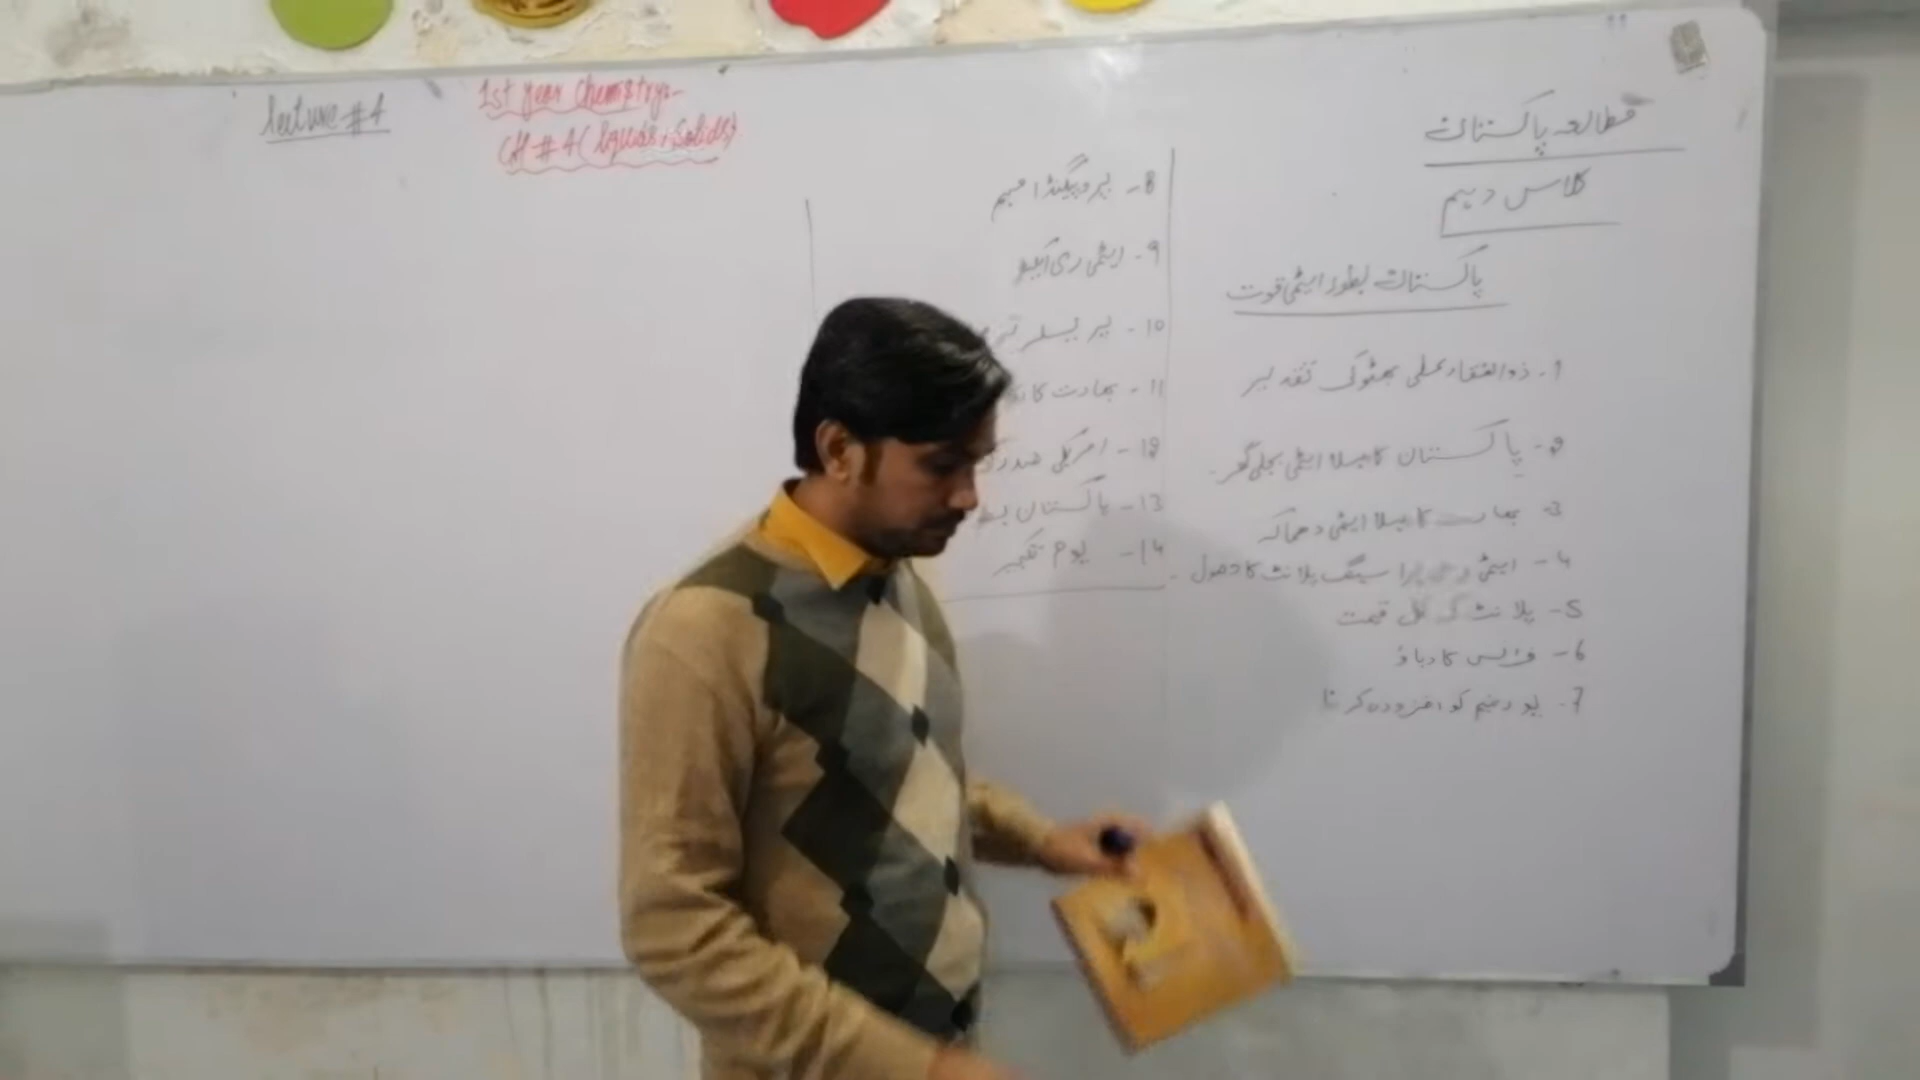 lecture #4
1st year Chemistry.
CH #4 (liquids + Solids)
مطالعہ پاکستان
کلاس دہم
پاکستان بطور ایٹمی قوت
1۔ ذوالفقار علی بھٹو کی تقدیر
2۔ پاکستان کا پہلا ایٹمی بجلی گھر۔
3۔ بھارت کا پہلا ایٹمی دھماکہ
4۔ ایٹمی پلانٹ کا حصول۔
5۔ پلانٹ کی کل قیمت
6۔ فرانس کا دباؤ
7۔ یورینیم کو افزودہ کرنا
8۔ پروپیگنڈا مہم
9۔ ایٹمی ری ایکٹر
10۔ پریسلر
11۔ بھارت کا
12۔ امریکی صدر
13۔ پاکستان
14۔ یوم تکبیر